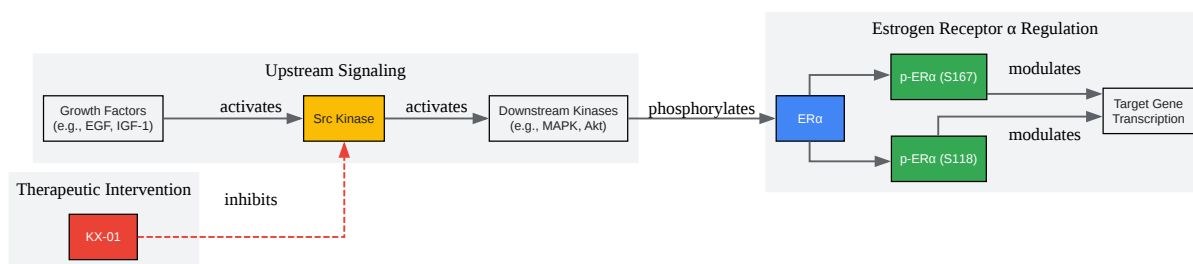 Estrogen Receptor α Regulation
Upstream Signaling
Growth Factors
(e.g., EGF, IGF-1)
activates
Src Kinase
activates
Downstream Kinases
(e.g., MAPK, Akt)
phosphorylates
ERα
p-ERα (S167)
modulates
p-ERα (S118)
modulates
Target Gene
Transcription
Therapeutic Intervention
KX-01
inhibits